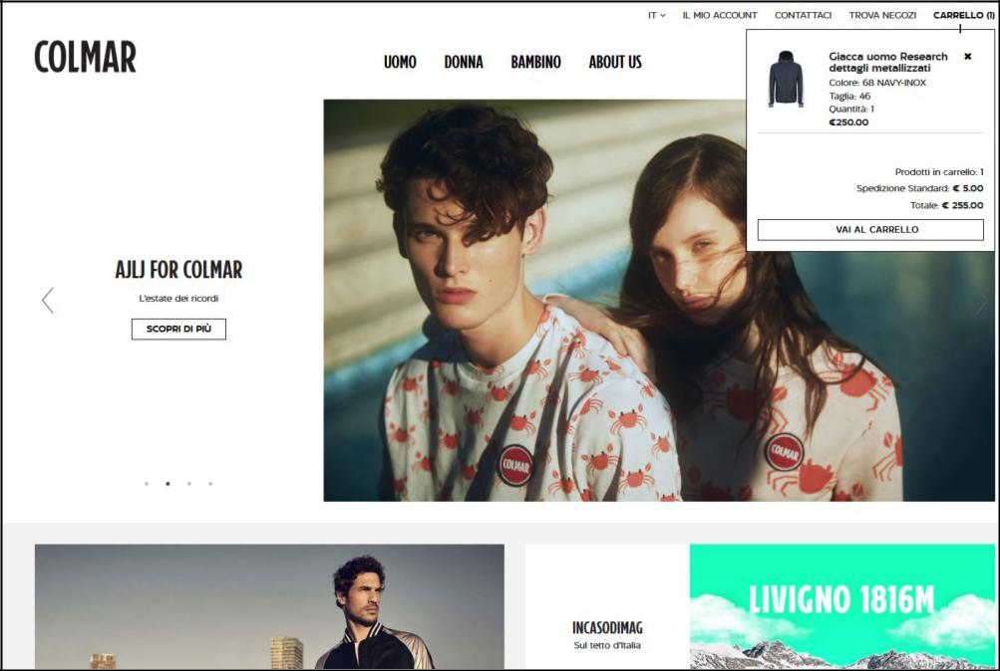 IT IL MIO ACCOUNT CONTATTACI TROVA NEGOZI CARRELLO (1)
COLMAR
UOMO DONNA BAMBINO ABOUT US
Giacca uomo Research
dettagli metallizzati
Colore: 68 NAVY-INOX
Taglia: 46
Quantità: 1
€250.00
Prodotti in carrello: 1
Spedizione Standard: € 5.00
Totale: € 255.00
VAI AL CARRELLO
AJLJ FOR COLMAR
L'estate dei ricordi
SCOPRI DI PIÙ
COLMAR
COLMAR
INCASODIMAG
Sul tetto d'Italia
LIVIGNO 1816M